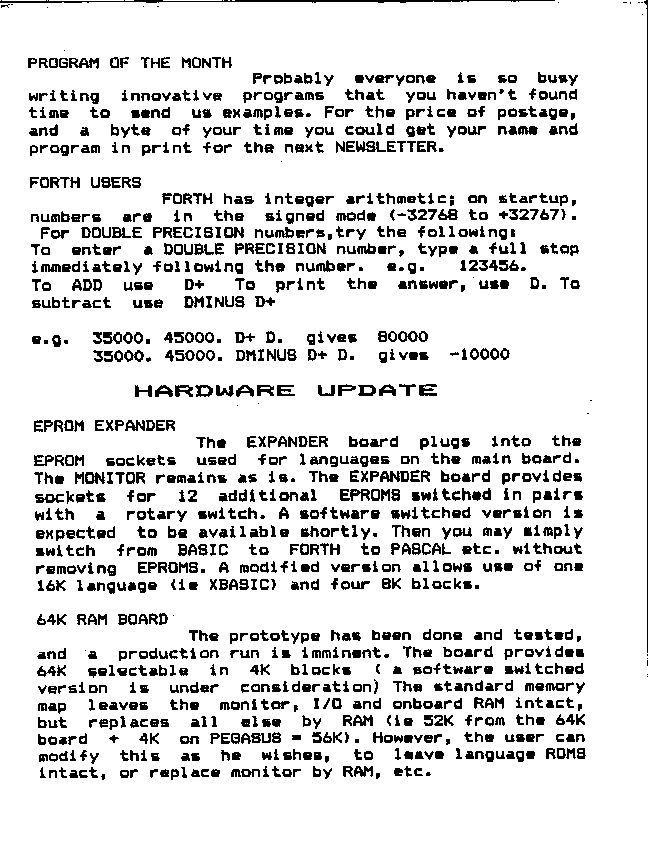 PROGRAM OF THE MONTH
Probably everyone is so busy
writing innovative programs that you haven't found
time to send us examples. For the price of postage,
and a byte of your time you could get your name and
program in print for the next NEWSLETTER.
FORTH USERS
FORTH has integer arithmetic; on startup,
numbers are in the signed mode (-32768 to +32767).
For DOUBLE PRECISION numbers,try the following:
To enter a DOUBLE PRECISION number, type a full stop
immediately following the number. e.g. 123456.
To ADD use D+ To print the answer, use D. To
subtract use DMINUS D+
e.g. 35000. 45000. D+ D. gives 80000
35000. 45000. DMINUS D+ D. gives -10000
HARDWARE UPDATE
EPROM EXPANDER
The EXPANDER board plugs into the
EPROM sockets used for languages on the main board.
The MONITOR remains as is. The EXPANDER board provides
sockets for 12 additional EPROMS switched in pairs
with a rotary switch. A software switched version is
expected to be available shortly. Then you may simply
switch from BASIC to FORTH to PASCAL etc. without
removing EPROMS. A modified version allows use of one
16K language (ie XBASIC) and four 8K blocks.
64K RAM BOARD
The prototype has been done and tested,
and a production run is imminent. The board provides
64K selectable in 4K blocks ( a software switched
version is under consideration) The standard memory
map leaves the monitor, I/O and onboard RAM intact,
but replaces all else by RAM (ie 52K from the 64K
board + 4K on PEGASUS = 56K). However, the user can
modify this as he wishes, to leave language ROMS
intact, or replace monitor by RAM, etc.